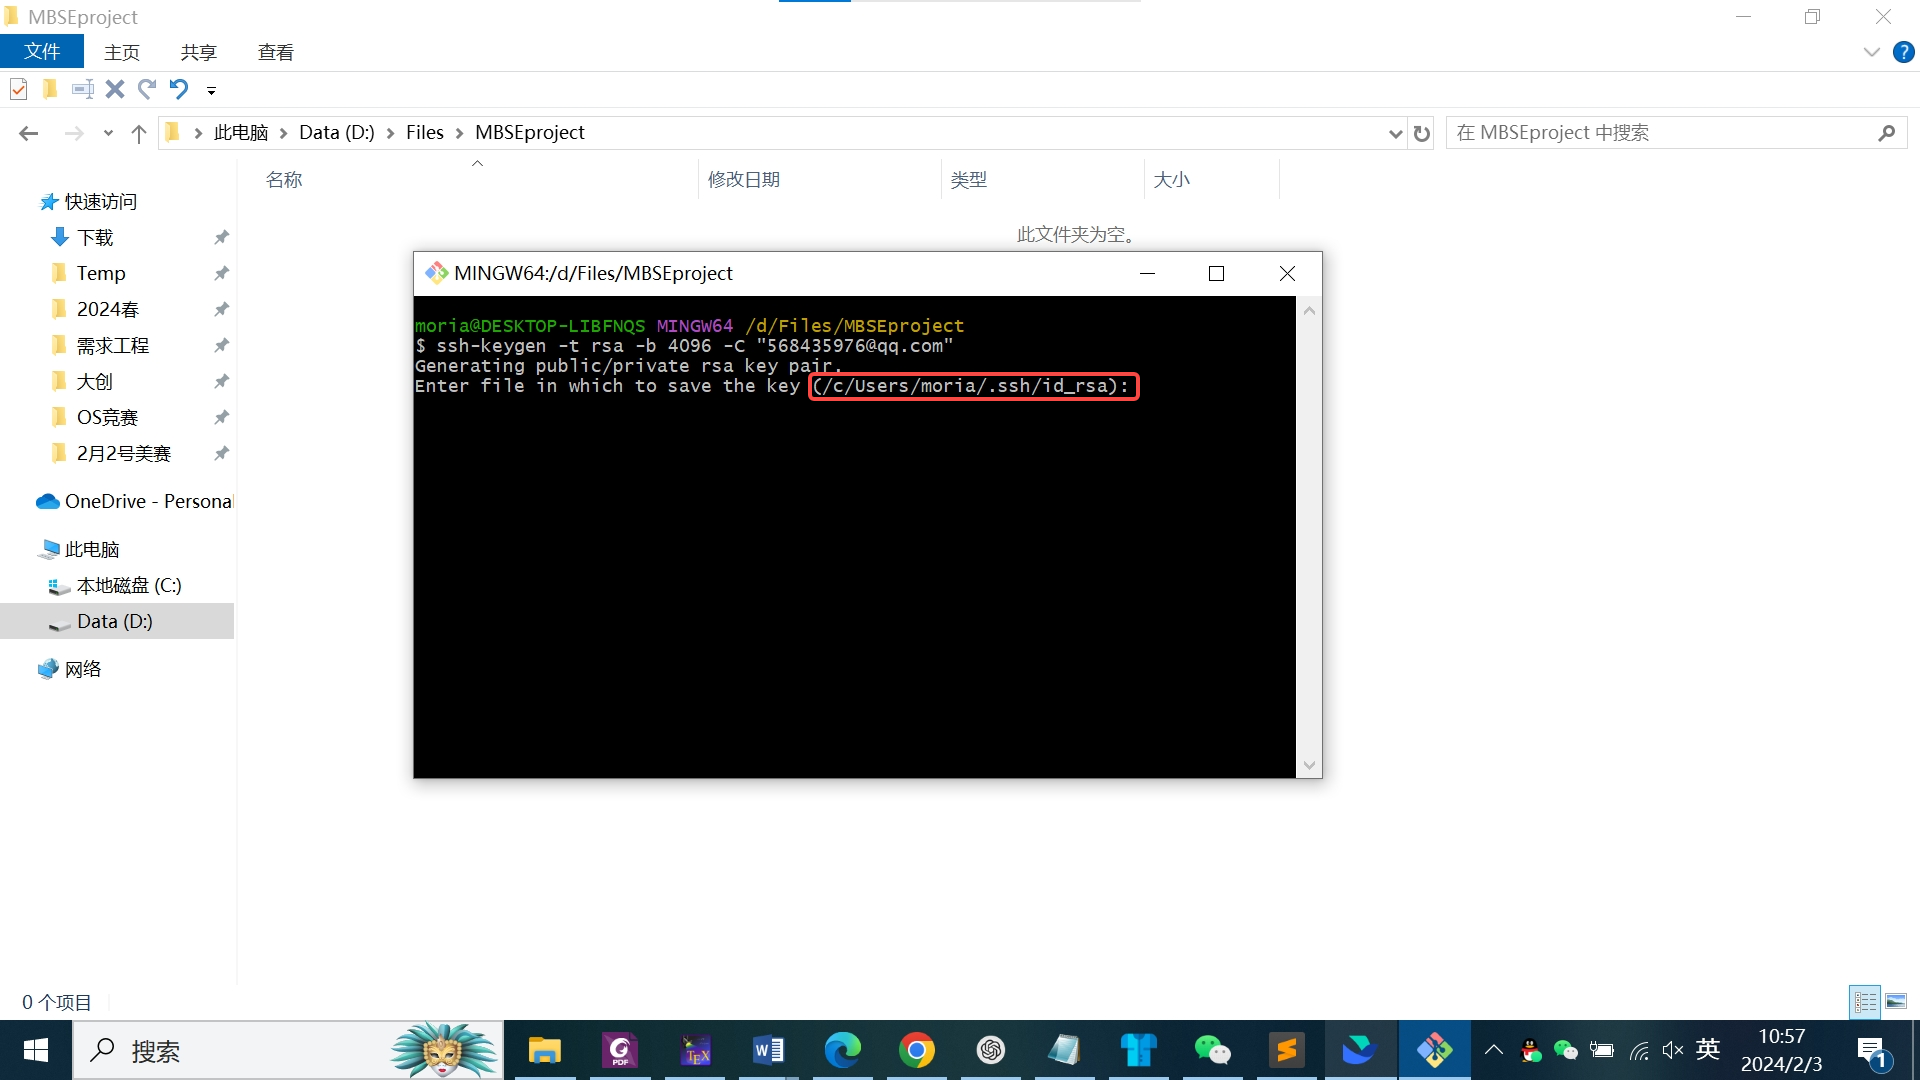 MBSEproject
文件 主页 共享 查看
此电脑 Data (D:) Files MBSEproject
在 MBSEproject 中搜索
名称 修改日期 类型 大小
此文件夹为空。
快速访问
下载
Temp
2024春
需求工程
大创
OS竞赛
2月2号美赛
OneDrive - Personal
此电脑
本地磁盘 (C:)
Data (D:)
网络
MINGW64:/d/Files/MBSEproject
moria@DESKTOP-LIBFNQS MINGW64 /d/Files/MBSEproject
$ ssh-keygen -t rsa -b 4096 -C "568435976@qq.com"
Generating public/private rsa key pair.
Enter file in which to save the key (/c/Users/moria/.ssh/id_rsa):
0 个项目
搜索
PDF
TEX
英
10:57
2024/2/3
1